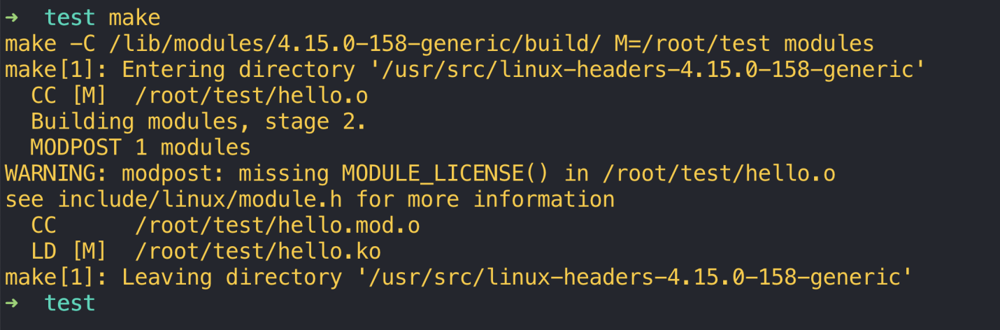 ➜  test make
make -C /lib/modules/4.15.0-158-generic/build/ M=/root/test modules
make[1]: Entering directory '/usr/src/linux-headers-4.15.0-158-generic'
  CC [M]  /root/test/hello.o
  Building modules, stage 2.
  MODPOST 1 modules
WARNING: modpost: missing MODULE_LICENSE() in /root/test/hello.o
see include/linux/module.h for more information
  CC      /root/test/hello.mod.o
  LD [M]  /root/test/hello.ko
make[1]: Leaving directory '/usr/src/linux-headers-4.15.0-158-generic'
➜  test